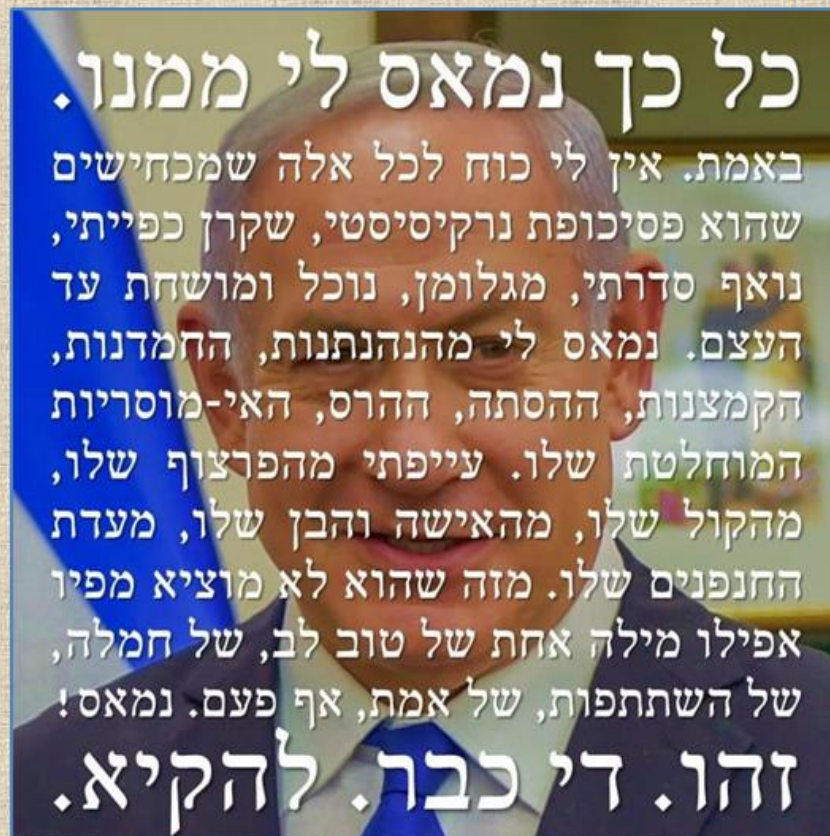 כל כך נמאס לי ממנו.
באמת. אין לי כוח לכל אלה שמכחישים
שהוא פסיכופת נרקיסיסטי, שקרן כפייתי,
נואף סדרתי, מגלומן, נוכל ומושחת עד
העצם. נמאס לי מהנהנתנות, החמדנות,
הקמצנות, ההסתה, ההרס, האי-מוסריות
המוחלטת שלו. עייפתי מהפרצוף שלו,
מהקול שלו, מהאישה והבן שלו, מעדת
החנפנים שלו. מזה שהוא לא מוציא מפיו
אפילו מילה אחת של טוב לב, של חמלה,
של השתתפות, של אמת, אף פעם. נמאס!
זהו. די כבר. להקיא.